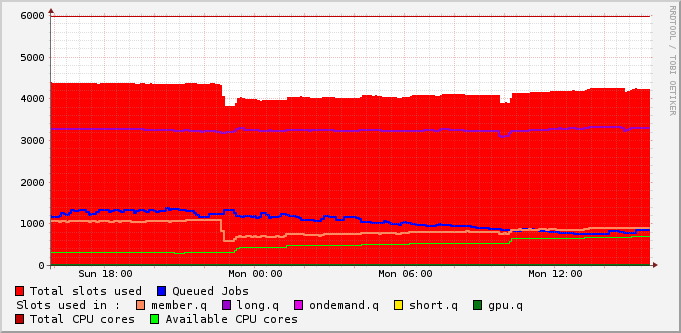 6000
5000
4000
3000
2000
1000
0
Sun 18:00 Mon 00:00 Mon 06:00 Mon 12:00
Total slots used Queued Jobs
Slots used in : member.q long.q ondemand.q short.q gpu.q
Total CPU cores Available CPU cores
RRDTOOL / TOBI OETIKER